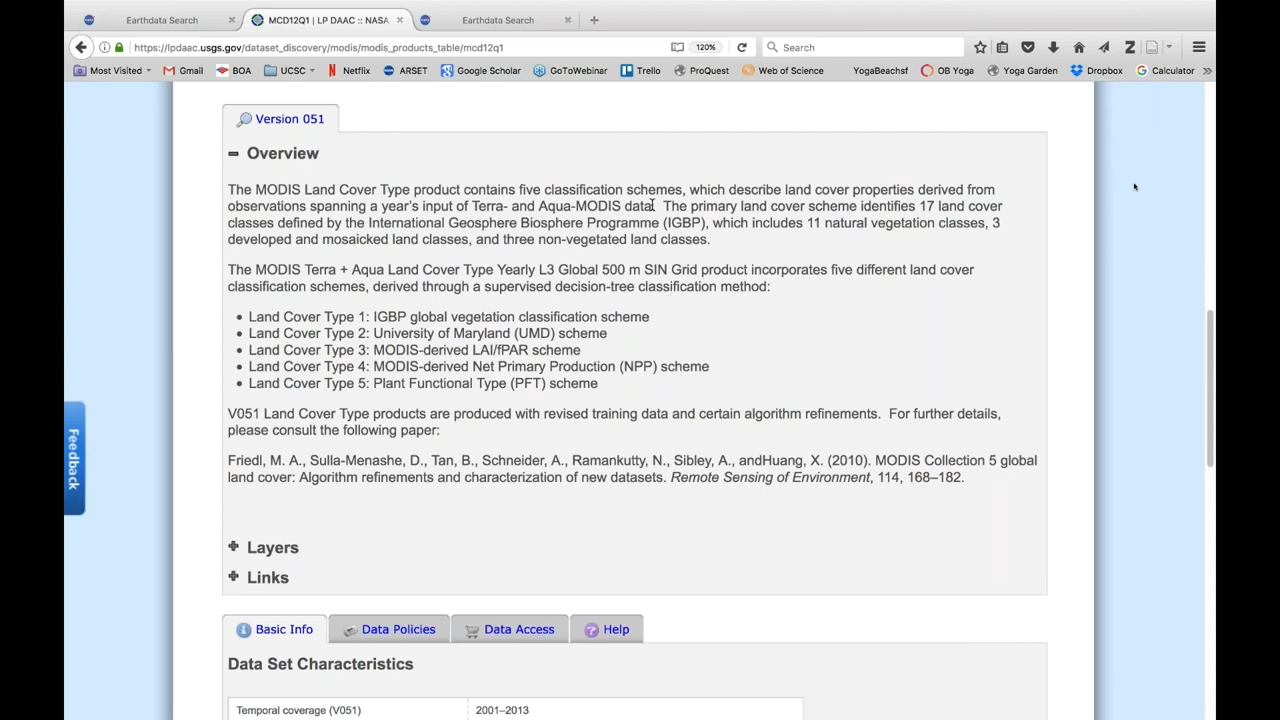 Earthdata Search
MCD12Q1 | LP DAAC :: NASA
Earthdata Search
https://lpdaac.usgs.gov/dataset_discovery/modis/modis_products_table/mcd12q1
120%
Search
Most Visited
Gmail
BOA
UCSC
Netflix
ARSET
Google Scholar
GoToWebinar
Trello
ProQuest
Web of Science
YogaBeachsf
OB Yoga
Yoga Garden
Dropbox
Calculator
Version 051
Overview
The MODIS Land Cover Type product contains five classification schemes, which describe land cover properties derived from
observations spanning a year's input of Terra- and Aqua-MODIS data. The primary land cover scheme identifies 17 land cover
classes defined by the International Geosphere Biosphere Programme (IGBP), which includes 11 natural vegetation classes, 3
developed and mosaicked land classes, and three non-vegetated land classes.
The MODIS Terra + Aqua Land Cover Type Yearly L3 Global 500 m SIN Grid product incorporates five different land cover
classification schemes, derived through a supervised decision-tree classification method:
• Land Cover Type 1: IGBP global vegetation classification scheme
• Land Cover Type 2: University of Maryland (UMD) scheme
• Land Cover Type 3: MODIS-derived LAI/fPAR scheme
• Land Cover Type 4: MODIS-derived Net Primary Production (NPP) scheme
• Land Cover Type 5: Plant Functional Type (PFT) scheme
V051 Land Cover Type products are produced with revised training data and certain algorithm refinements. For further details,
please consult the following paper:
Friedl, M. A., Sulla-Menashe, D., Tan, B., Schneider, A., Ramankutty, N., Sibley, A., andHuang, X. (2010). MODIS Collection 5 global
land cover: Algorithm refinements and characterization of new datasets. Remote Sensing of Environment, 114, 168–182.
Feedback
Layers
Links
Basic Info
Data Policies
Data Access
Help
Data Set Characteristics
Temporal coverage (V051)
2001–2013